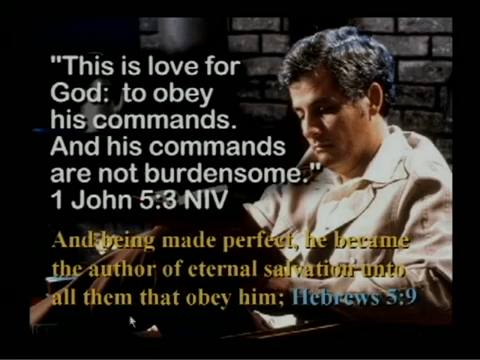 "This is love for
God:  to obey
his commands.
And his commands
are not burdensome."
1 John 5:3 NIV
And being made perfect, he became
the author of eternal salvation unto
all them that obey him; Hebrews 5:9